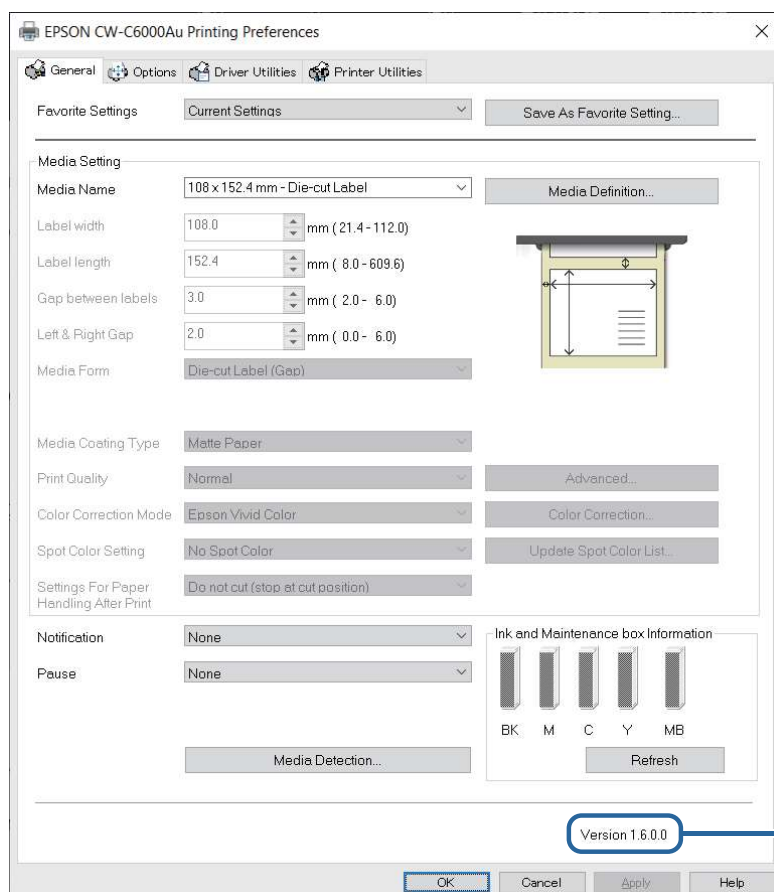 EPSON CW-C6000Au Printing Preferences
General Options Driver Utilities Printer Utilities
Favorite Settings Current Settings Save As Favorite Setting...
Media Setting
Media Name 108 x 152.4 mm - Die-cut Label Media Definition...
Label width 108.0 mm ( 21.4 - 112.0)
Label length 152.4 mm ( 8.0 - 609.6)
Gap between labels 3.0 mm ( 2.0 - 6.0)
Left & Right Gap 2.0 mm ( 0.0 - 6.0)
Media Form Die-cut Label (Gap)
Media Coating Type Matte Paper
Print Quality Normal Advanced...
Color Correction Mode Epson Vivid Color Color Correction...
Spot Color Setting No Spot Color Update Spot Color List...
Settings For Paper Do not cut (stop at cut position)
Handling After Print
Notification None Ink and Maintenance box Information
Pause None
BK M C Y MB
Media Detection... Refresh
Version 1.6.0.0
OK Cancel Apply Help